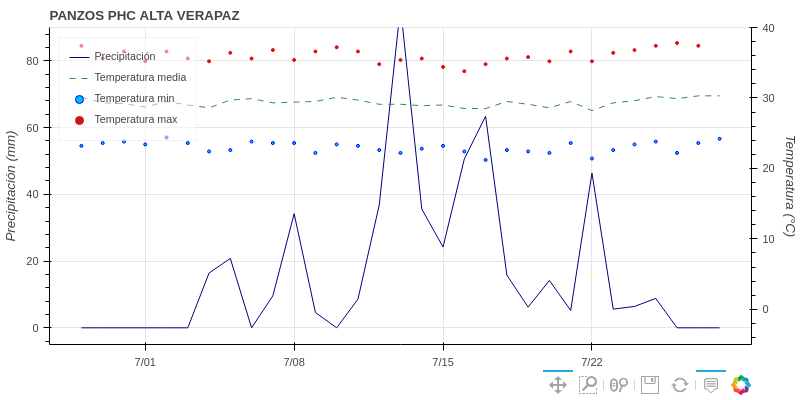 PANZOS PHC ALTA VERAPAZ
Precipitación
Temperatura media
Temperatura min
Temperatura max
Precipitación (mm)
80
60
40
20
0
Temperatura (°C)
40
30
20
10
0
7/01
7/08
7/15
7/22